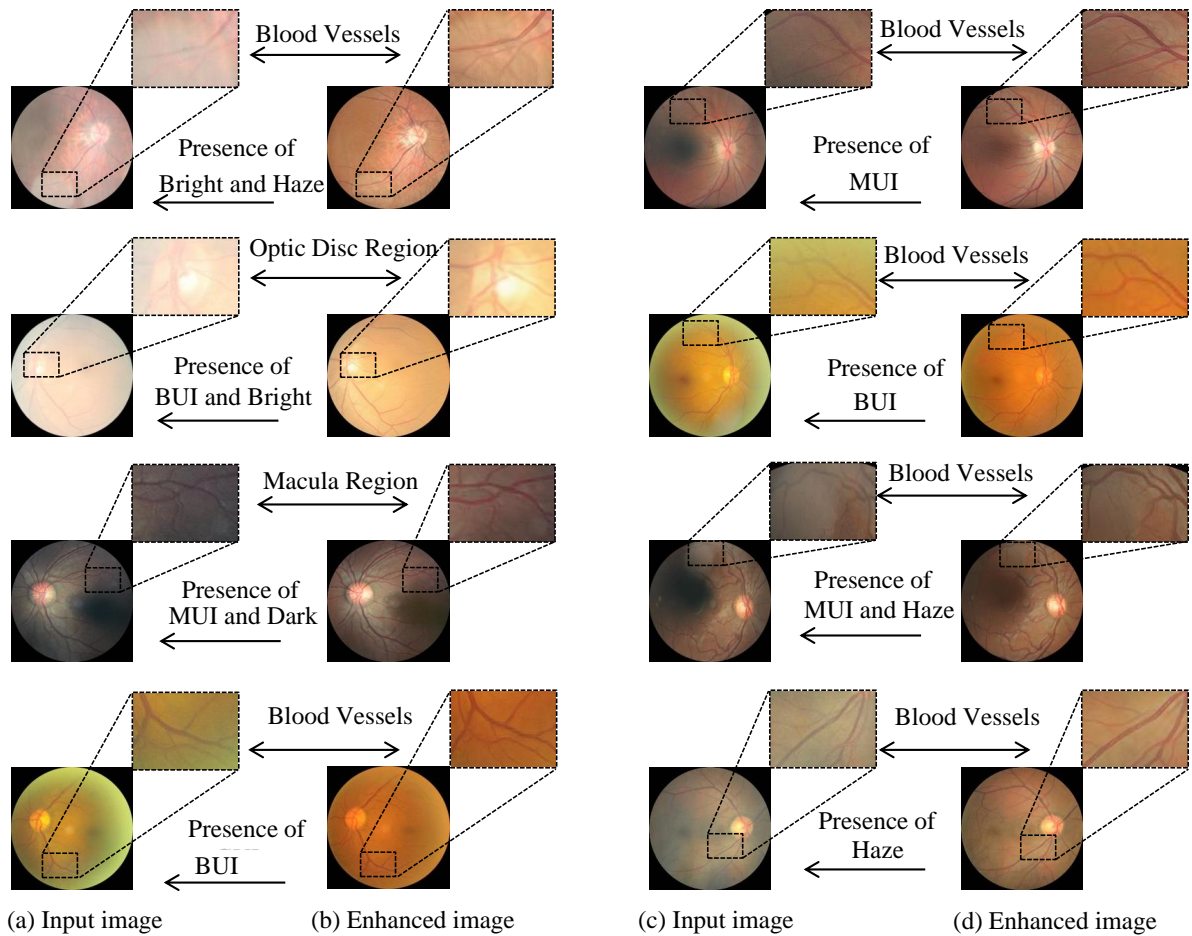 Blood Vessels
Presence of
Bright and Haze
Blood Vessels
Presence of
MUI
Optic Disc Region
Presence of
BUI and Bright
Blood Vessels
Presence of
BUI
Macula Region
Presence of
MUI and Dark
Blood Vessels
Presence of
MUI and Haze
Blood Vessels
Presence of
BUI
Blood Vessels
Presence of
Haze
(a) Input image
(b) Enhanced image
(c) Input image
(d) Enhanced image